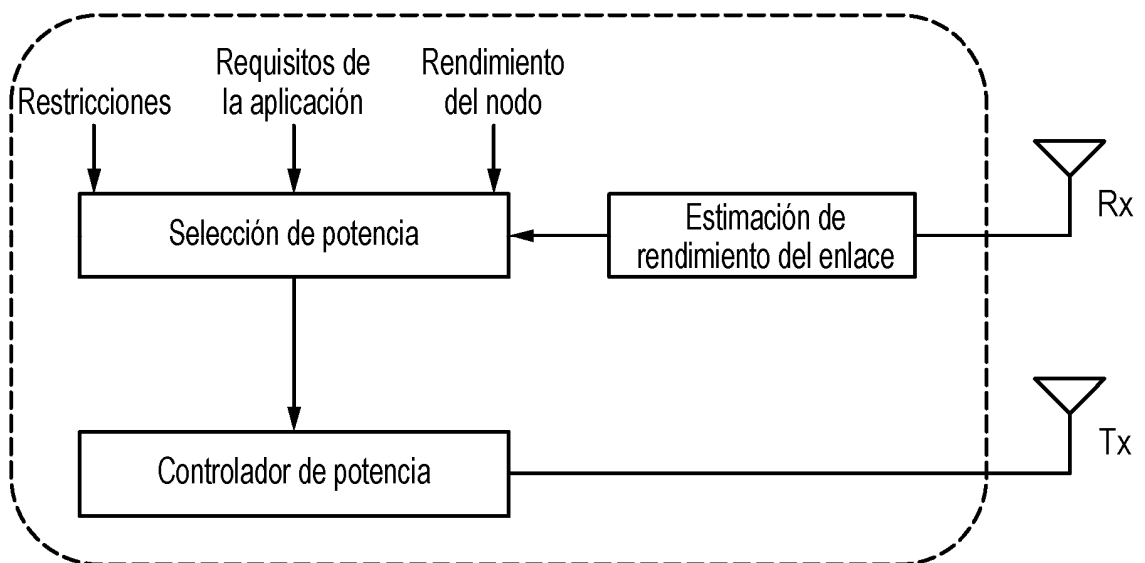 Restricciones
Requisitos de
la aplicación
Rendimiento
del nodo
Selección de potencia
Estimación de
rendimiento del enlace
Rx
Controlador de potencia
Tx